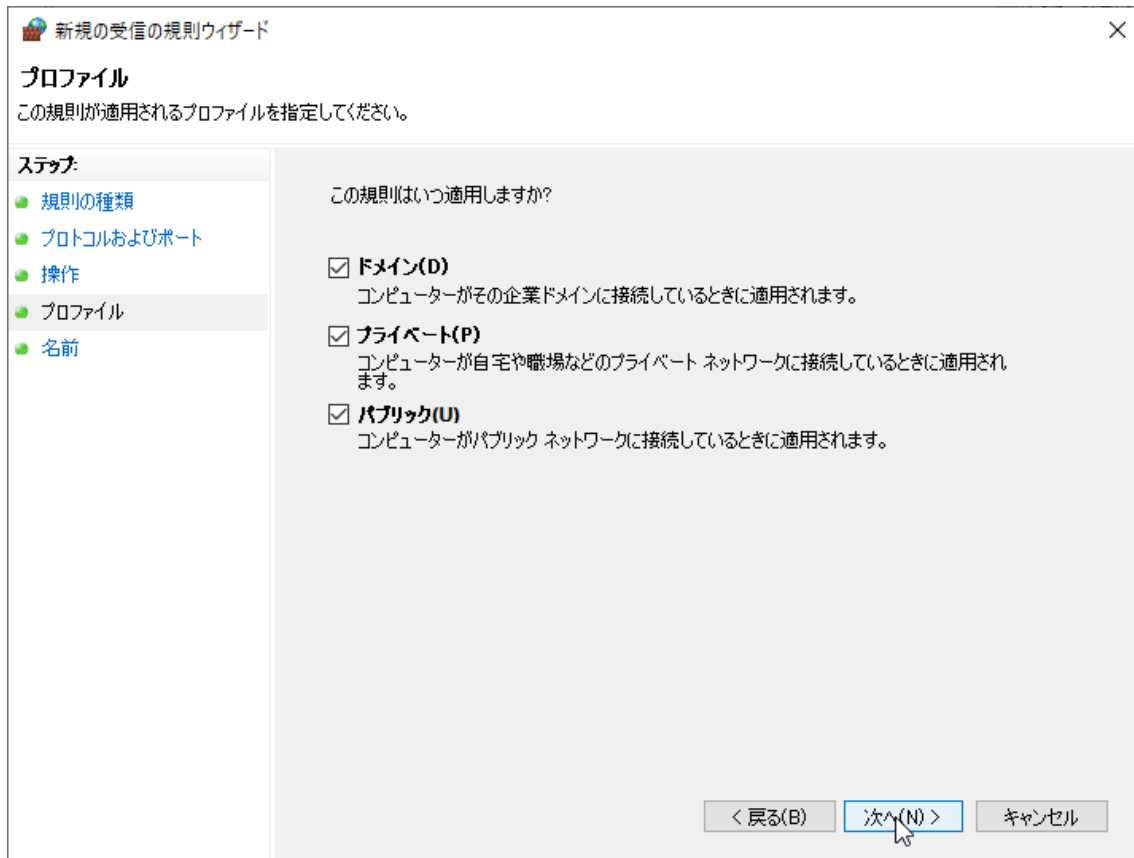 新規の受信の規則ウィザード
プロファイル
この規則が適用されるプロファイルを指定してください。
ステップ:
規則の種類
プロトコルおよびポート
操作
プロファイル
名前
この規則はいつ適用しますか?
ドメイン(D)
コンピューターがその企業ドメインに接続しているときに適用されます。
プライベート(P)
コンピューターが自宅や職場などのプライベート ネットワークに接続しているときに適用され
ます。
パブリック(U)
コンピューターがパブリック ネットワークに接続しているときに適用されます。
< 戻る(B)
次へ(N) >
キャンセル